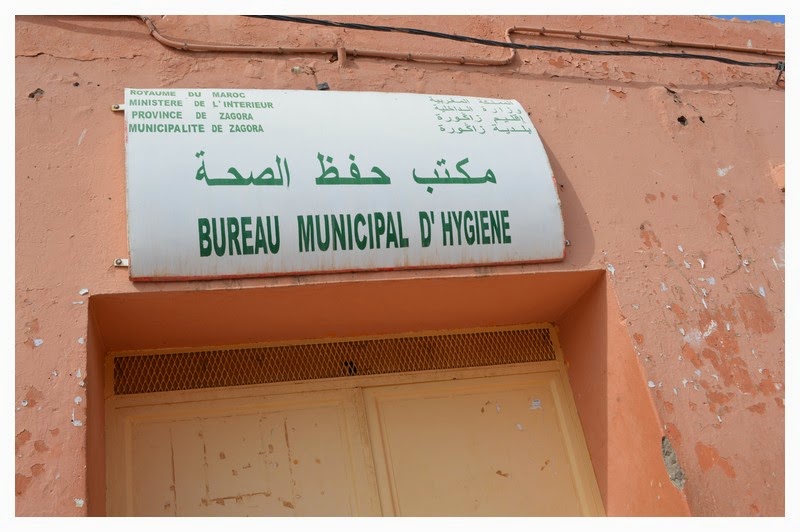 ROYAUME DU MAROC
MINISTERE DE L'INTERIEUR
PROVINCE DE ZAGORA
MUNICIPALITE DE ZAGORA
المملكة المغربية
وزارة الداخلية
إقليم زاكورة
بلدية زاكورة
مكتب حفظ الصحة
BUREAU MUNICIPAL D'HYGIENE